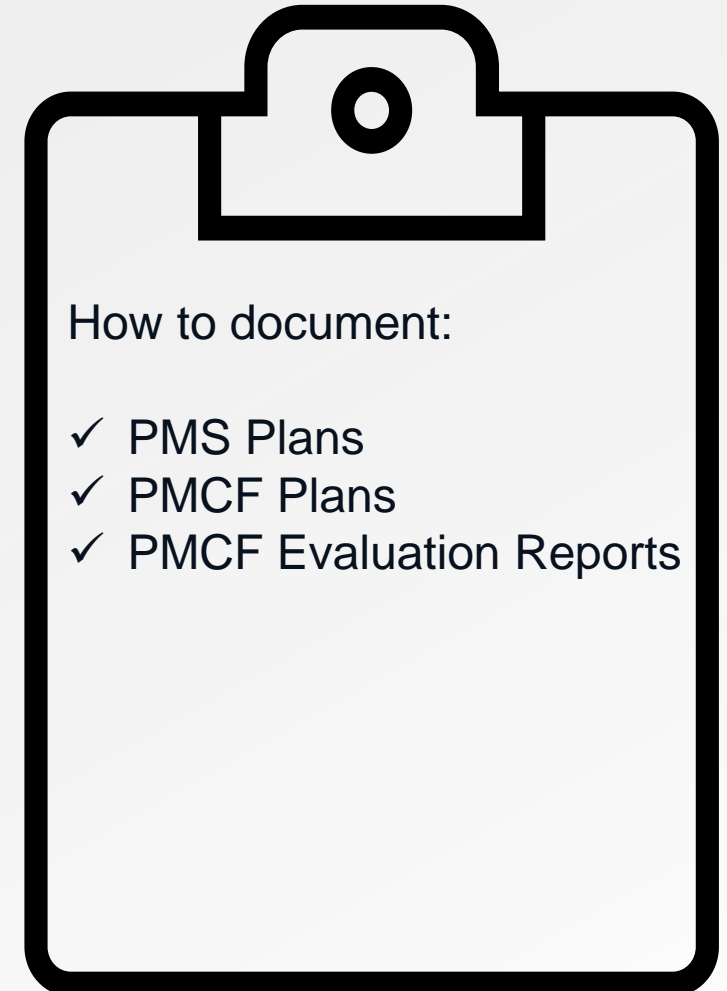 How to document:
✓ PMS Plans
✓ PMCF Plans
✓ PMCF Evaluation Reports